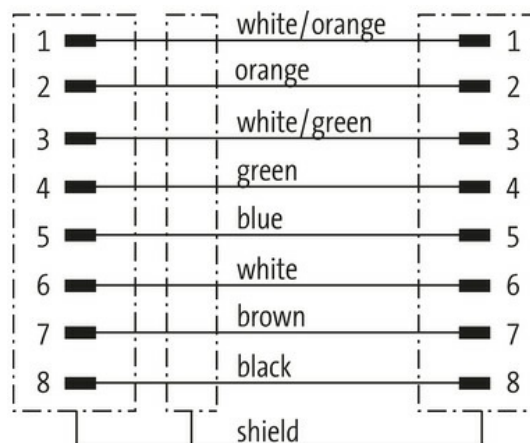 1 white/orange 1
2 orange 2
3 white/green 3
4 green 4
5 blue 5
6 white 6
7 brown 7
8 black 8
shield